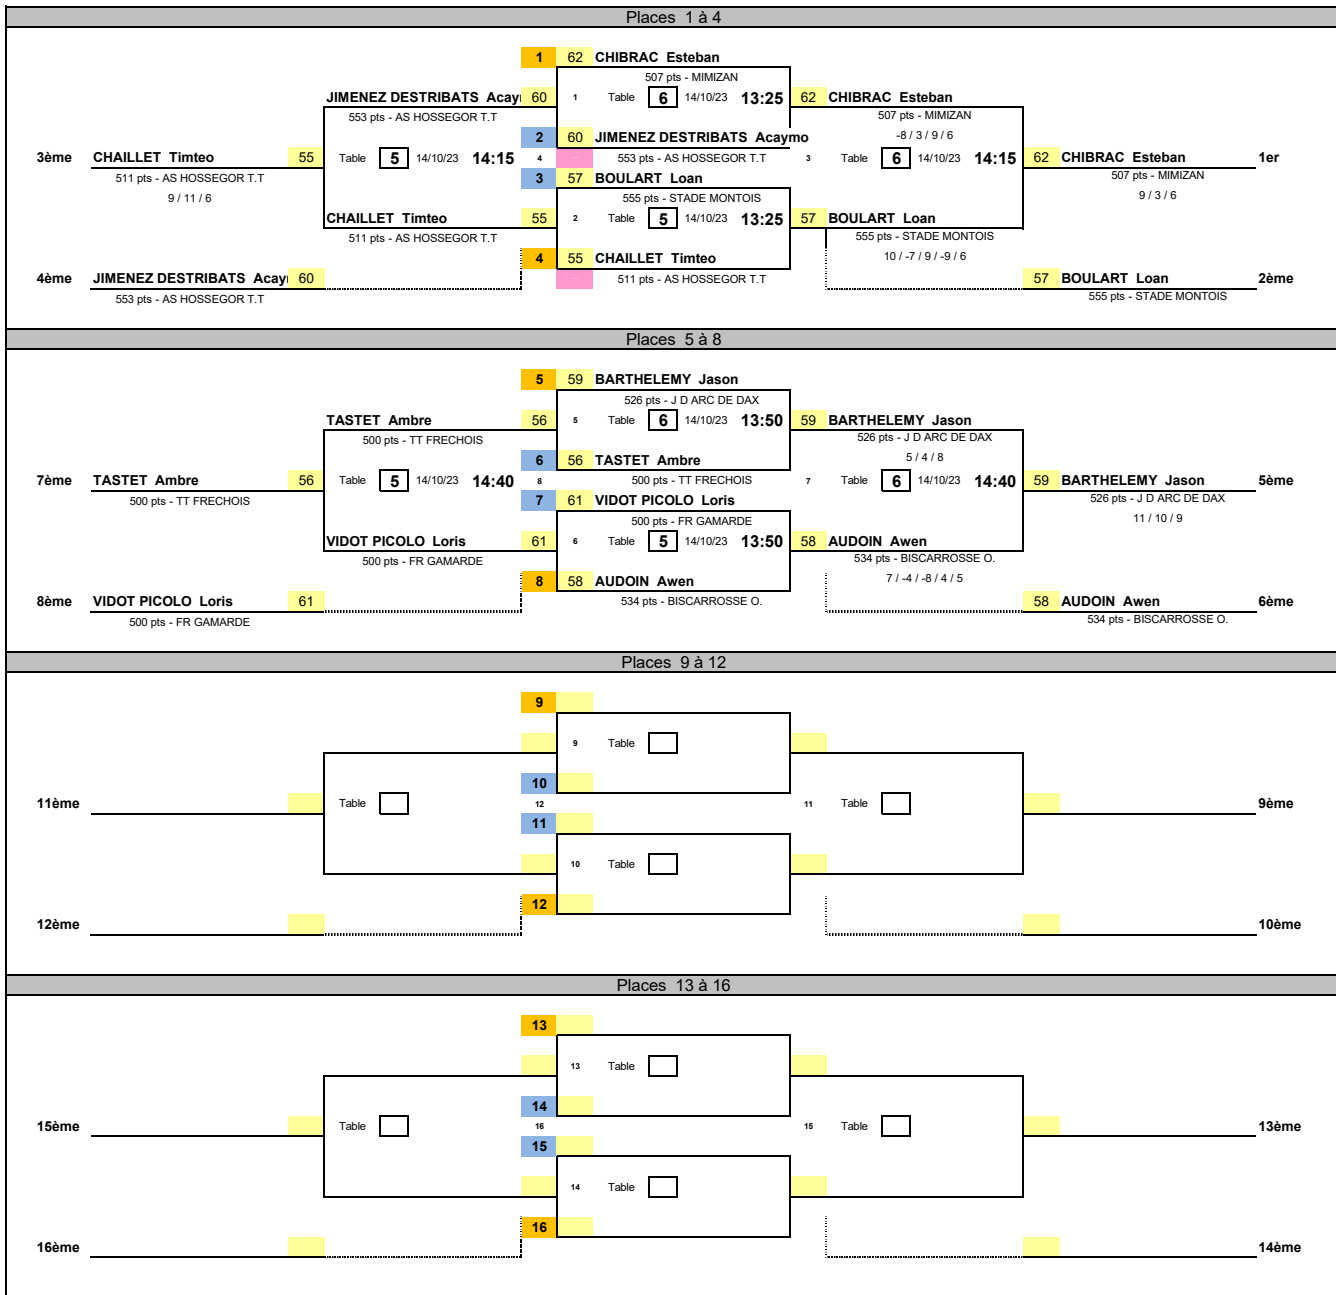 Places 1 à 4
1 62 CHIBRAC Esteban
507 pts - MIMIZAN
JIMENEZ DESTRIBATS Acay 60 1 Table 6 14/10/23 13:25 62 CHIBRAC Esteban
553 pts - AS HOSSEGOR T.T 507 pts - MIMIZAN
2 60 JIMENEZ DESTRIBATS Acaymo -8 / 3 / 9 / 6
3ème CHAILLET Timteo 55 Table 5 14/10/23 14:15 4 553 pts - AS HOSSEGOR T.T 3 Table 6 14/10/23 14:15 62 CHIBRAC Esteban 1er
511 pts - AS HOSSEGOR T.T 3 57 BOULART Loan 507 pts - MIMIZAN
9 / 11 / 6 555 pts - STADE MONTOIS 9 / 3 / 6
CHAILLET Timteo 55 2 Table 5 14/10/23 13:25 57 BOULART Loan
511 pts - AS HOSSEGOR T.T 555 pts - STADE MONTOIS
4 55 CHAILLET Timteo 10 / -7 / 9 / -9 / 6
4ème JIMENEZ DESTRIBATS Acay 60 511 pts - AS HOSSEGOR T.T 57 BOULART Loan 2ème
553 pts - AS HOSSEGOR T.T 555 pts - STADE MONTOIS
Places 5 à 8
5 59 BARTHELEMY Jason
526 pts - J D ARC DE DAX
TASTET Ambre 56 5 Table 6 14/10/23 13:50 59 BARTHELEMY Jason
500 pts - TT FRECHOIS 526 pts - J D ARC DE DAX
6 56 TASTET Ambre 5 / 4 / 8
7ème TASTET Ambre 56 Table 5 14/10/23 14:40 8 500 pts - TT FRECHOIS 7 Table 6 14/10/23 14:40 59 BARTHELEMY Jason 5ème
500 pts - TT FRECHOIS 7 61 VIDOT PICOLO Loris 526 pts - J D ARC DE DAX
500 pts - FR GAMARDE 11 / 10 / 9
VIDOT PICOLO Loris 61 6 Table 5 14/10/23 13:50 58 AUDOIN Awen
500 pts - FR GAMARDE 534 pts - BISCARROSSE O.
8 58 AUDOIN Awen 7 / -4 / -8 / 4 / 5
8ème VIDOT PICOLO Loris 61 534 pts - BISCARROSSE O. 58 AUDOIN Awen 6ème
500 pts - FR GAMARDE 534 pts - BISCARROSSE O.
Places 9 à 12
9
9 Table
10
11ème Table 12 11 Table 9ème
11
10 Table
12
12ème 10ème
Places 13 à 16
13
13 Table
14
15ème Table 16 15 Table 13ème
15
14 Table
16
16ème 14ème